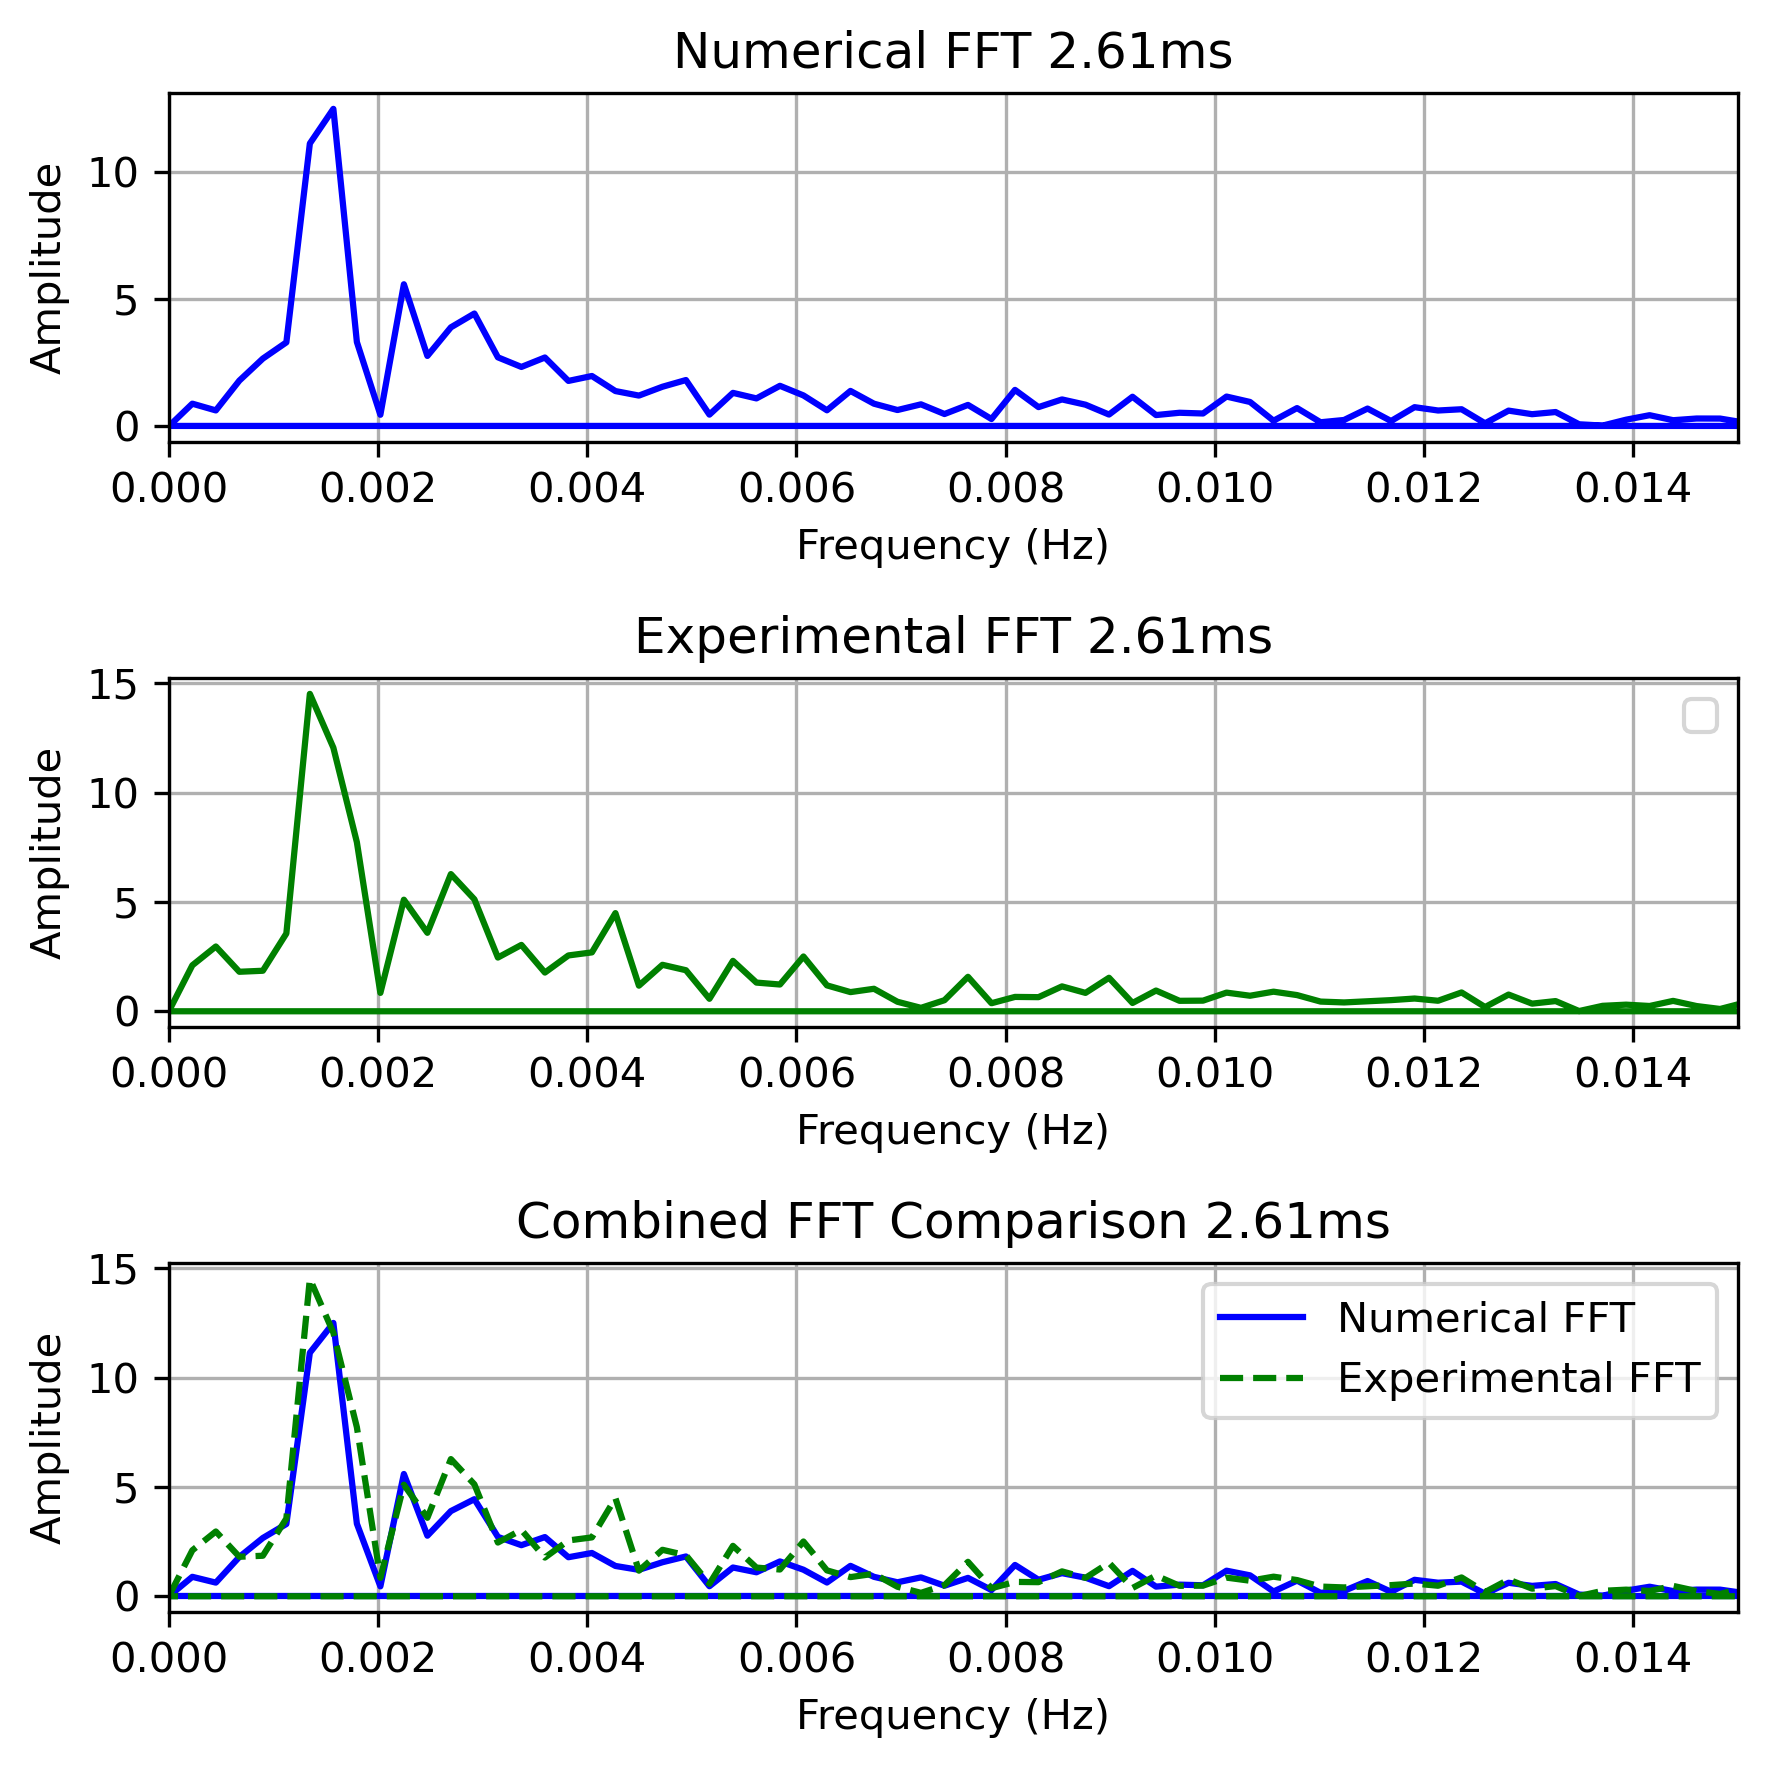 Numerical FFT 2.61ms
Amplitude
10
5
0
0.000 0.002 0.004 0.006 0.008 0.010 0.012 0.014
Frequency (Hz)
Experimental FFT 2.61ms
Amplitude
15
10
5
0
0.000 0.002 0.004 0.006 0.008 0.010 0.012 0.014
Frequency (Hz)
Combined FFT Comparison 2.61ms
Amplitude
15
10
5
0
Numerical FFT
Experimental FFT
0.000 0.002 0.004 0.006 0.008 0.010 0.012 0.014
Frequency (Hz)